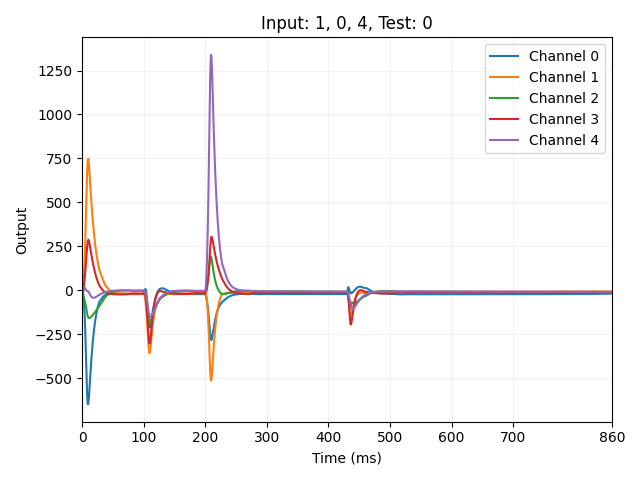 Input: 1, 0, 4, Test: 0
Channel 0
Channel 1
Channel 2
Channel 3
Channel 4
Output
1250
1000
750
500
250
0
−250
−500
0 100 200 300 400 500 600 700 860
Time (ms)